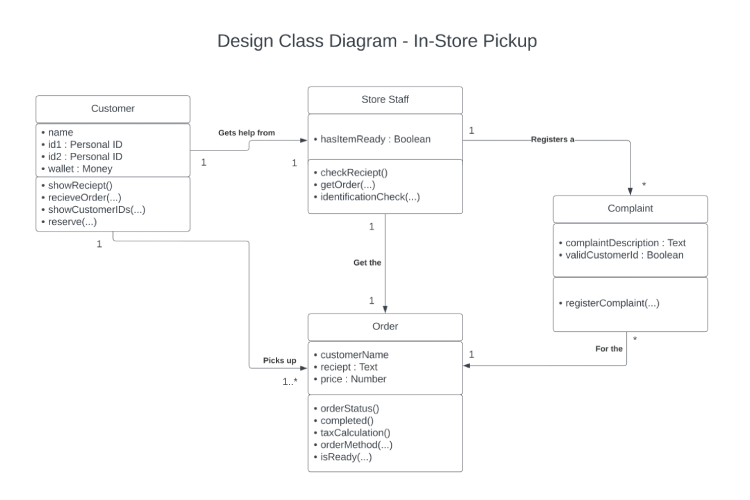 Design Class Diagram - In-Store Pickup
Customer
• name
• id1 : Personal ID
• id2 : Personal ID
• wallet : Money
• showReciept()
• recieveOrder(...)
• showCustomerIDs(...)
• reserve(...)
Gets help from
1
1
Store Staff
• hasItemReady : Boolean
• checkReciept()
• getOrder(...)
• identificationCheck(...)
1
Registers a
*
Complaint
• complaintDescription : Text
• validCustomerId : Boolean
• registerComplaint(...)
1
Get the
1
1
Picks up
1..*
Order
• customerName
• reciept : Text
• price : Number
• orderStatus()
• completed()
• taxCalculation()
• orderMethod(...)
• isReady(...)
*
For the
1